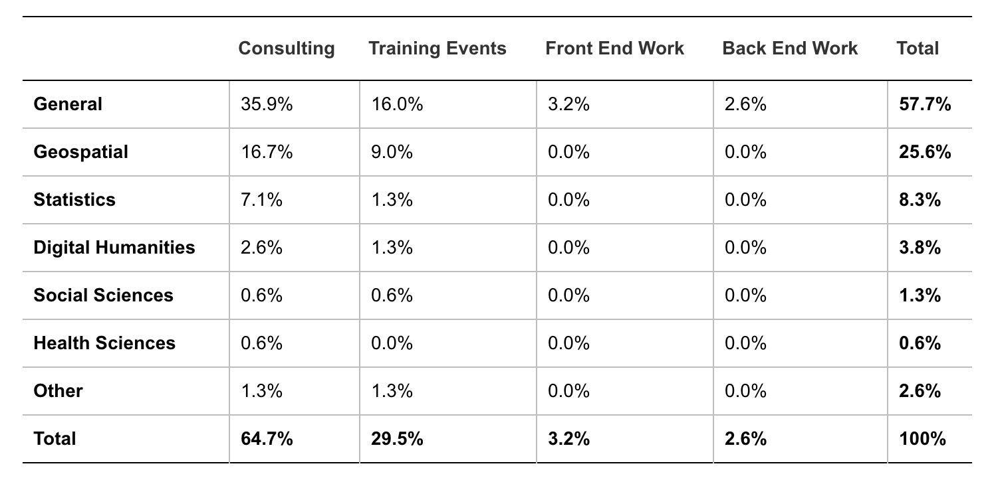 Consulting Training Events Front End Work Back End Work Total
General 35.9% 16.0% 3.2% 2.6% 57.7%
Geospatial 16.7% 9.0% 0.0% 0.0% 25.6%
Statistics 7.1% 1.3% 0.0% 0.0% 8.3%
Digital Humanities 2.6% 1.3% 0.0% 0.0% 3.8%
Social Sciences 0.6% 0.6% 0.0% 0.0% 1.3%
Health Sciences 0.6% 0.0% 0.0% 0.0% 0.6%
Other 1.3% 1.3% 0.0% 0.0% 2.6%
Total 64.7% 29.5% 3.2% 2.6% 100%